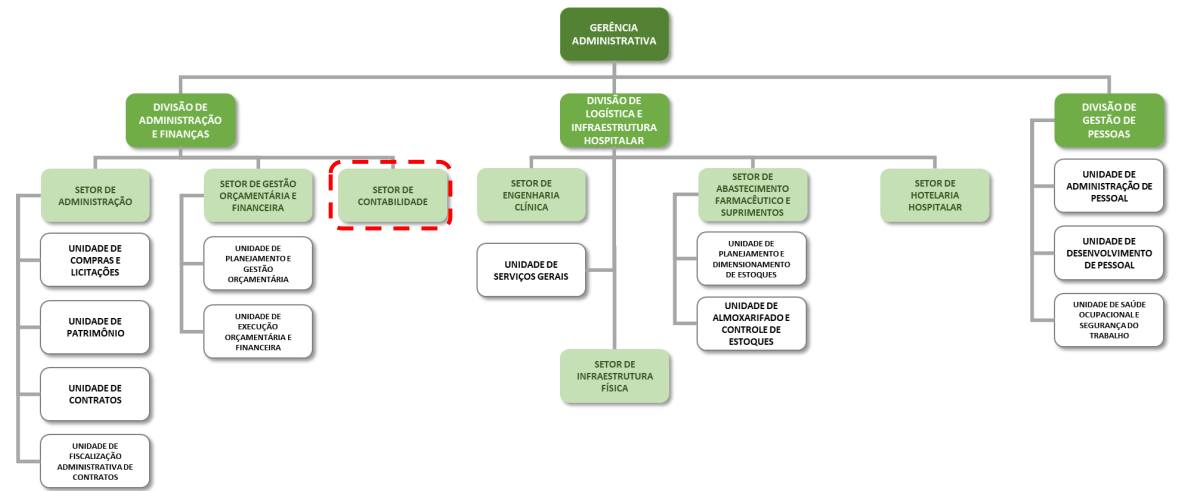 GERÊNCIA
ADMINISTRATIVA
DIVISÃO DE
ADMINISTRAÇÃO
E FINANÇAS
DIVISÃO DE
LOGÍSTICA E
INFRAESTRUTURA
HOSPITALAR
DIVISÃO DE
GESTÃO DE
PESSOAS
SETOR DE
ADMINISTRAÇÃO
SETOR DE GESTÃO
ORÇAMENTÁRIA E
FINANCEIRA
SETOR DE
CONTABILIDADE
SETOR DE
ENGENHARIA
CLÍNICA
SETOR DE
ABASTECIMENTO
FARMACÊUTICO E
SUPRIMENTOS
SETOR DE
HOTELARIA
HOSPITALAR
UNIDADE DE
ADMINISTRAÇÃO DE
PESSOAL
UNIDADE DE
COMPRAS E
LICITAÇÕES
UNIDADE DE
PLANEJAMENTO E
GESTÃO
ORÇAMENTÁRIA
UNIDADE DE
SERVIÇOS GERAIS
UNIDADE DE
PLANEJAMENTO E
DIMENSIONAMENTO
DE ESTOQUES
UNIDADE DE
DESENVOLVIMENTO
DE PESSOAL
UNIDADE DE
PATRIMÔNIO
UNIDADE DE
EXECUÇÃO
ORÇAMENTÁRIA E
FINANCEIRA
UNIDADE DE
ALMOXARIFADO E
CONTROLE DE
ESTOQUES
UNIDADE DE SAÚDE
OCUPACIONAL E
SEGURANÇA DO
TRABALHO
SETOR DE
INFRAESTRUTURA
FÍSICA
UNIDADE DE
CONTRATOS
UNIDADE DE
FISCALIZAÇÃO
ADMINISTRATIVA DE
CONTRATOS